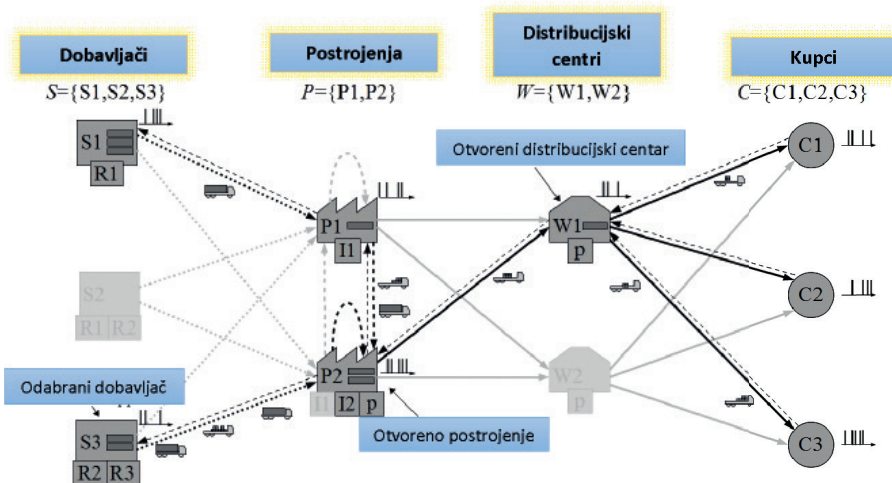 Dobavljači
Postrojenja
Distribucijski
centri
Kupci
S={S1,S2,S3}
P={P1,P2}
W={W1,W2}
C={C1,C2,C3}
S1
R1
S2
R1 R2
Odabrani dobavljač
S3
R2 R3
P1
I1
P2
I1 I2 p
Otvoreno postrojenje
Otvoreni distribucijski centar
W1
p
W2
p
C1
C2
C3